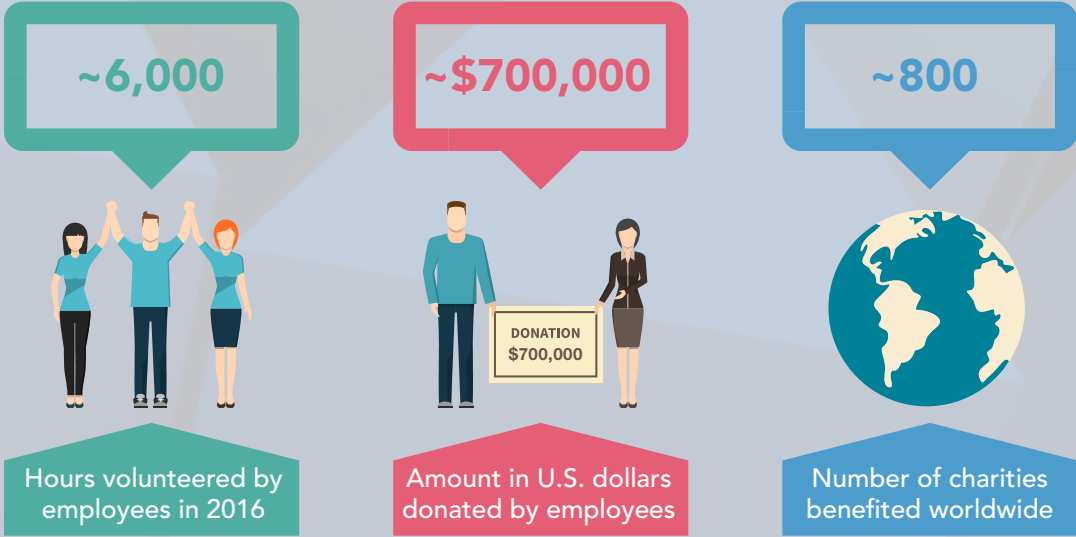 ~6,000
~$700,000
~800
DONATION
$700,000
Hours volunteered by
employees in 2016
Amount in U.S. dollars
donated by employees
Number of charities
benefited worldwide